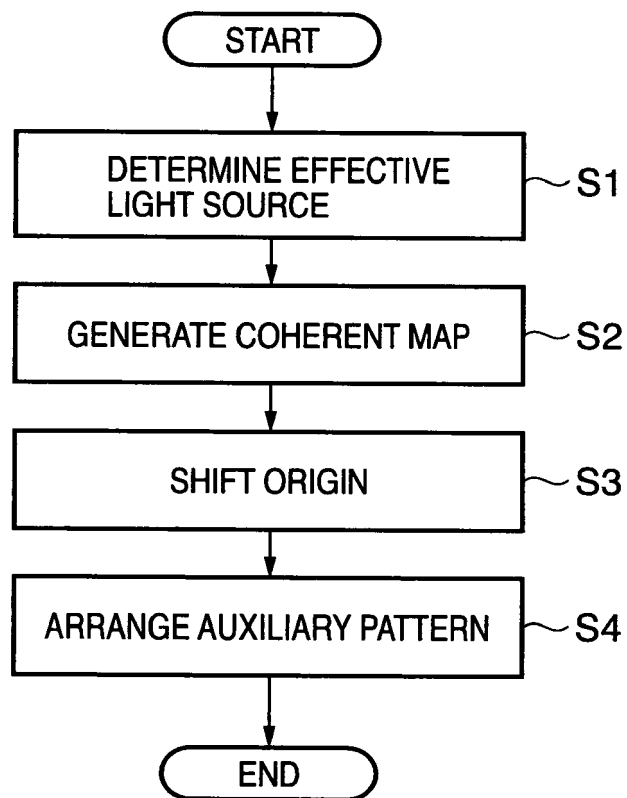 START
DETERMINE EFFECTIVE
LIGHT SOURCE
S1
GENERATE COHERENT MAP
S2
SHIFT ORIGIN
S3
ARRANGE AUXILIARY PATTERN
S4
END